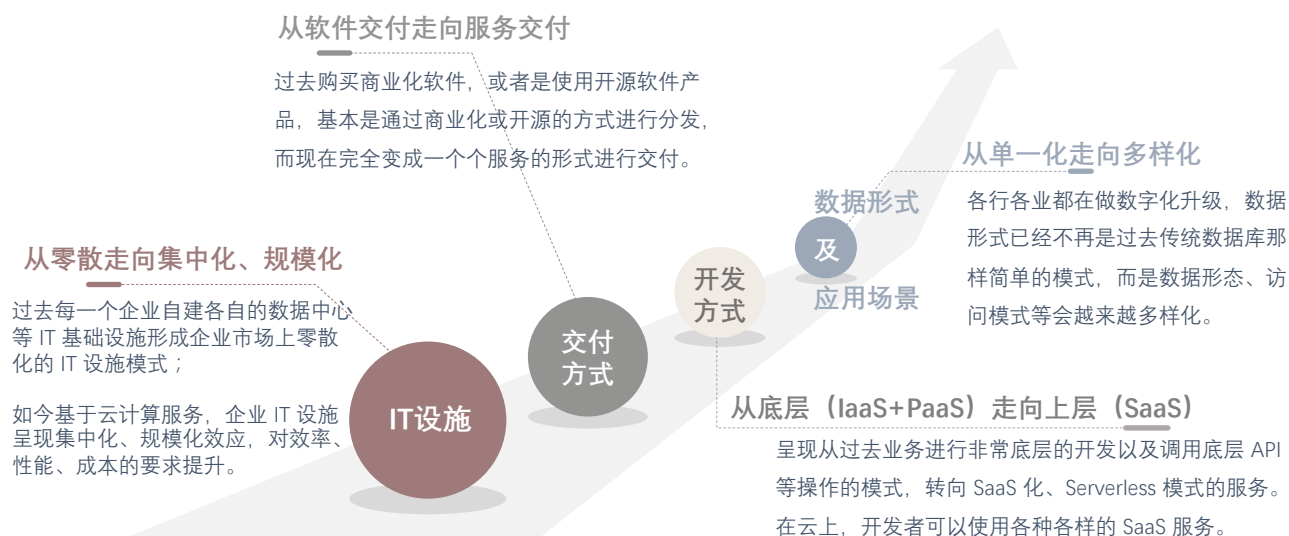 从软件交付走向服务交付
过去购买商业化软件，或者是使用开源软件产
品，基本是通过商业化或开源的方式进行分发，
而现在完全变成一个个服务的形式进行交付。
从单一化走向多样化
各行各业都在做数字化升级，数据
形式已经不再是过去传统数据库那
样简单的模式，而是数据形态、访
问模式等会越来越多样化。
数据形式
及
应用场景
从零散走向集中化、规模化
过去每一个企业自建各自的数据中心
等 IT 基础设施形成企业市场上零散
化的 IT 设施模式；
如今基于云计算服务，企业 IT 设施
呈现集中化、规模化效应，对效率、
性能、成本的要求提升。
IT设施
交付
方式
开发
方式
从底层（IaaS+PaaS）走向上层（SaaS）
呈现从过去业务进行非常底层的开发以及调用底层 API
等操作的模式，转向 SaaS 化、Serverless 模式的服务。
在云上，开发者可以使用各种各样的 SaaS 服务。